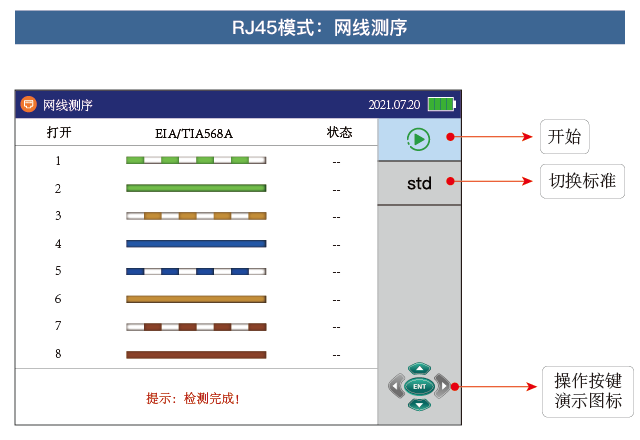 RJ45模式：网线测序
网线测序 2021.07.20
打开 EIA/TIA568A 状态
1 --
2 --
3 --
4 --
5 --
6 --
7 --
8 --
提示：检测完成！
std
ENT
开始
切换标准
操作按键
演示图标